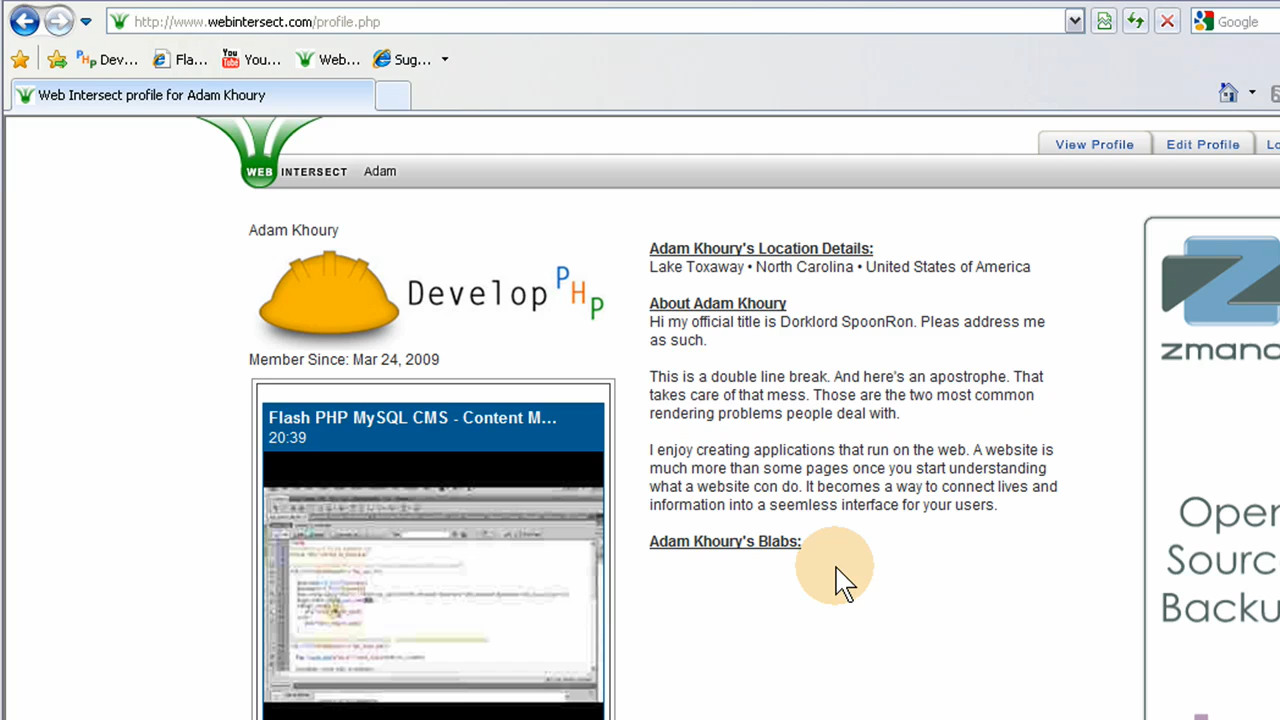 http://www.webintersect.com/profile.php
Google
PHP Dev...
Fla...
You Tube You...
Web...
Sug...
Web Intersect profile for Adam Khoury
View Profile
Edit Profile
WEB INTERSECT
Adam
Adam Khoury
Develop PHP
Member Since: Mar 24, 2009
Flash PHP MySQL CMS - Content M...
20:39
Adam Khoury's Location Details:
Lake Toxaway • North Carolina • United States of America
About Adam Khoury
Hi my official title is Dorklord SpoonRon. Pleas address me
as such.
This is a double line break. And here's an apostrophe. That
takes care of that mess. Those are the two most common
rendering problems people deal with.
I enjoy creating applications that run on the web. A website is
much more than some pages once you start understanding
what a website con do. It becomes a way to connect lives and
information into a seemless interface for your users.
Adam Khoury's Blabs:
zmand
Open
Sourc
Backu